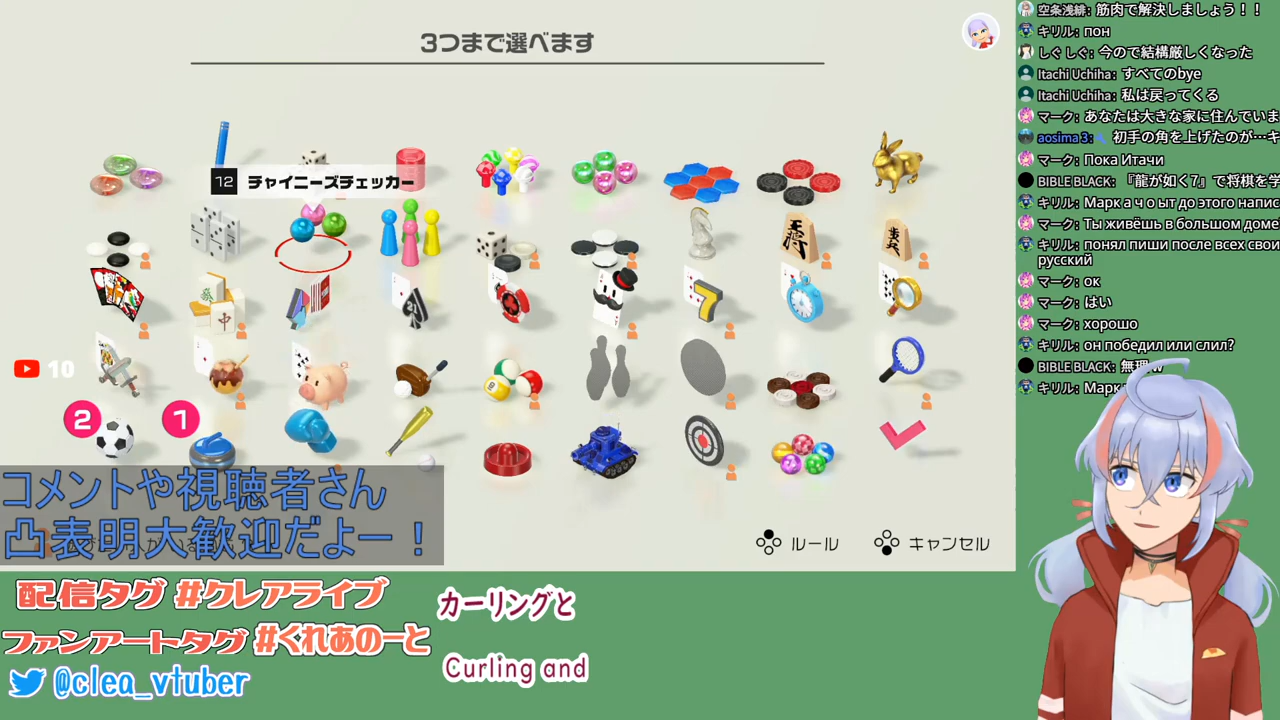 3つまで選べます
12 チャイニーズチェッカー
10
2
1
コメントや視聴者さん
凸表明大歓迎だよー！
ルール
キャンセル
配信タグ #クレアライブ
ファンアートタグ #くれあのーと
@clea_vtuber
カーリングと
Curling and
空条浅緋: 筋肉で解決しましょう！！
キリル: пон
しぐしぐ: 今ので結構厳しくなった
Itachi Uchiha: すべてのbye
Itachi Uchiha: 私は戻ってくる
マーク: あなたは大きな家に住んでいま
aosima 3: 初手の角を上げたのが…キ
マーク: Пока Итачи
BIBLE BLACK: 『龍が如く7』で将棋を学
キリル: Марк а ч о ыт до этого напис
マーク: Ты живёшь в большом доме
キリル: понял пиши после всех свои
русский
マーク: ок
マーク: はい
マーク: хорошо
キリル: он победил или слил?
BIBLE BLACK: 無理w
キリル: Марк